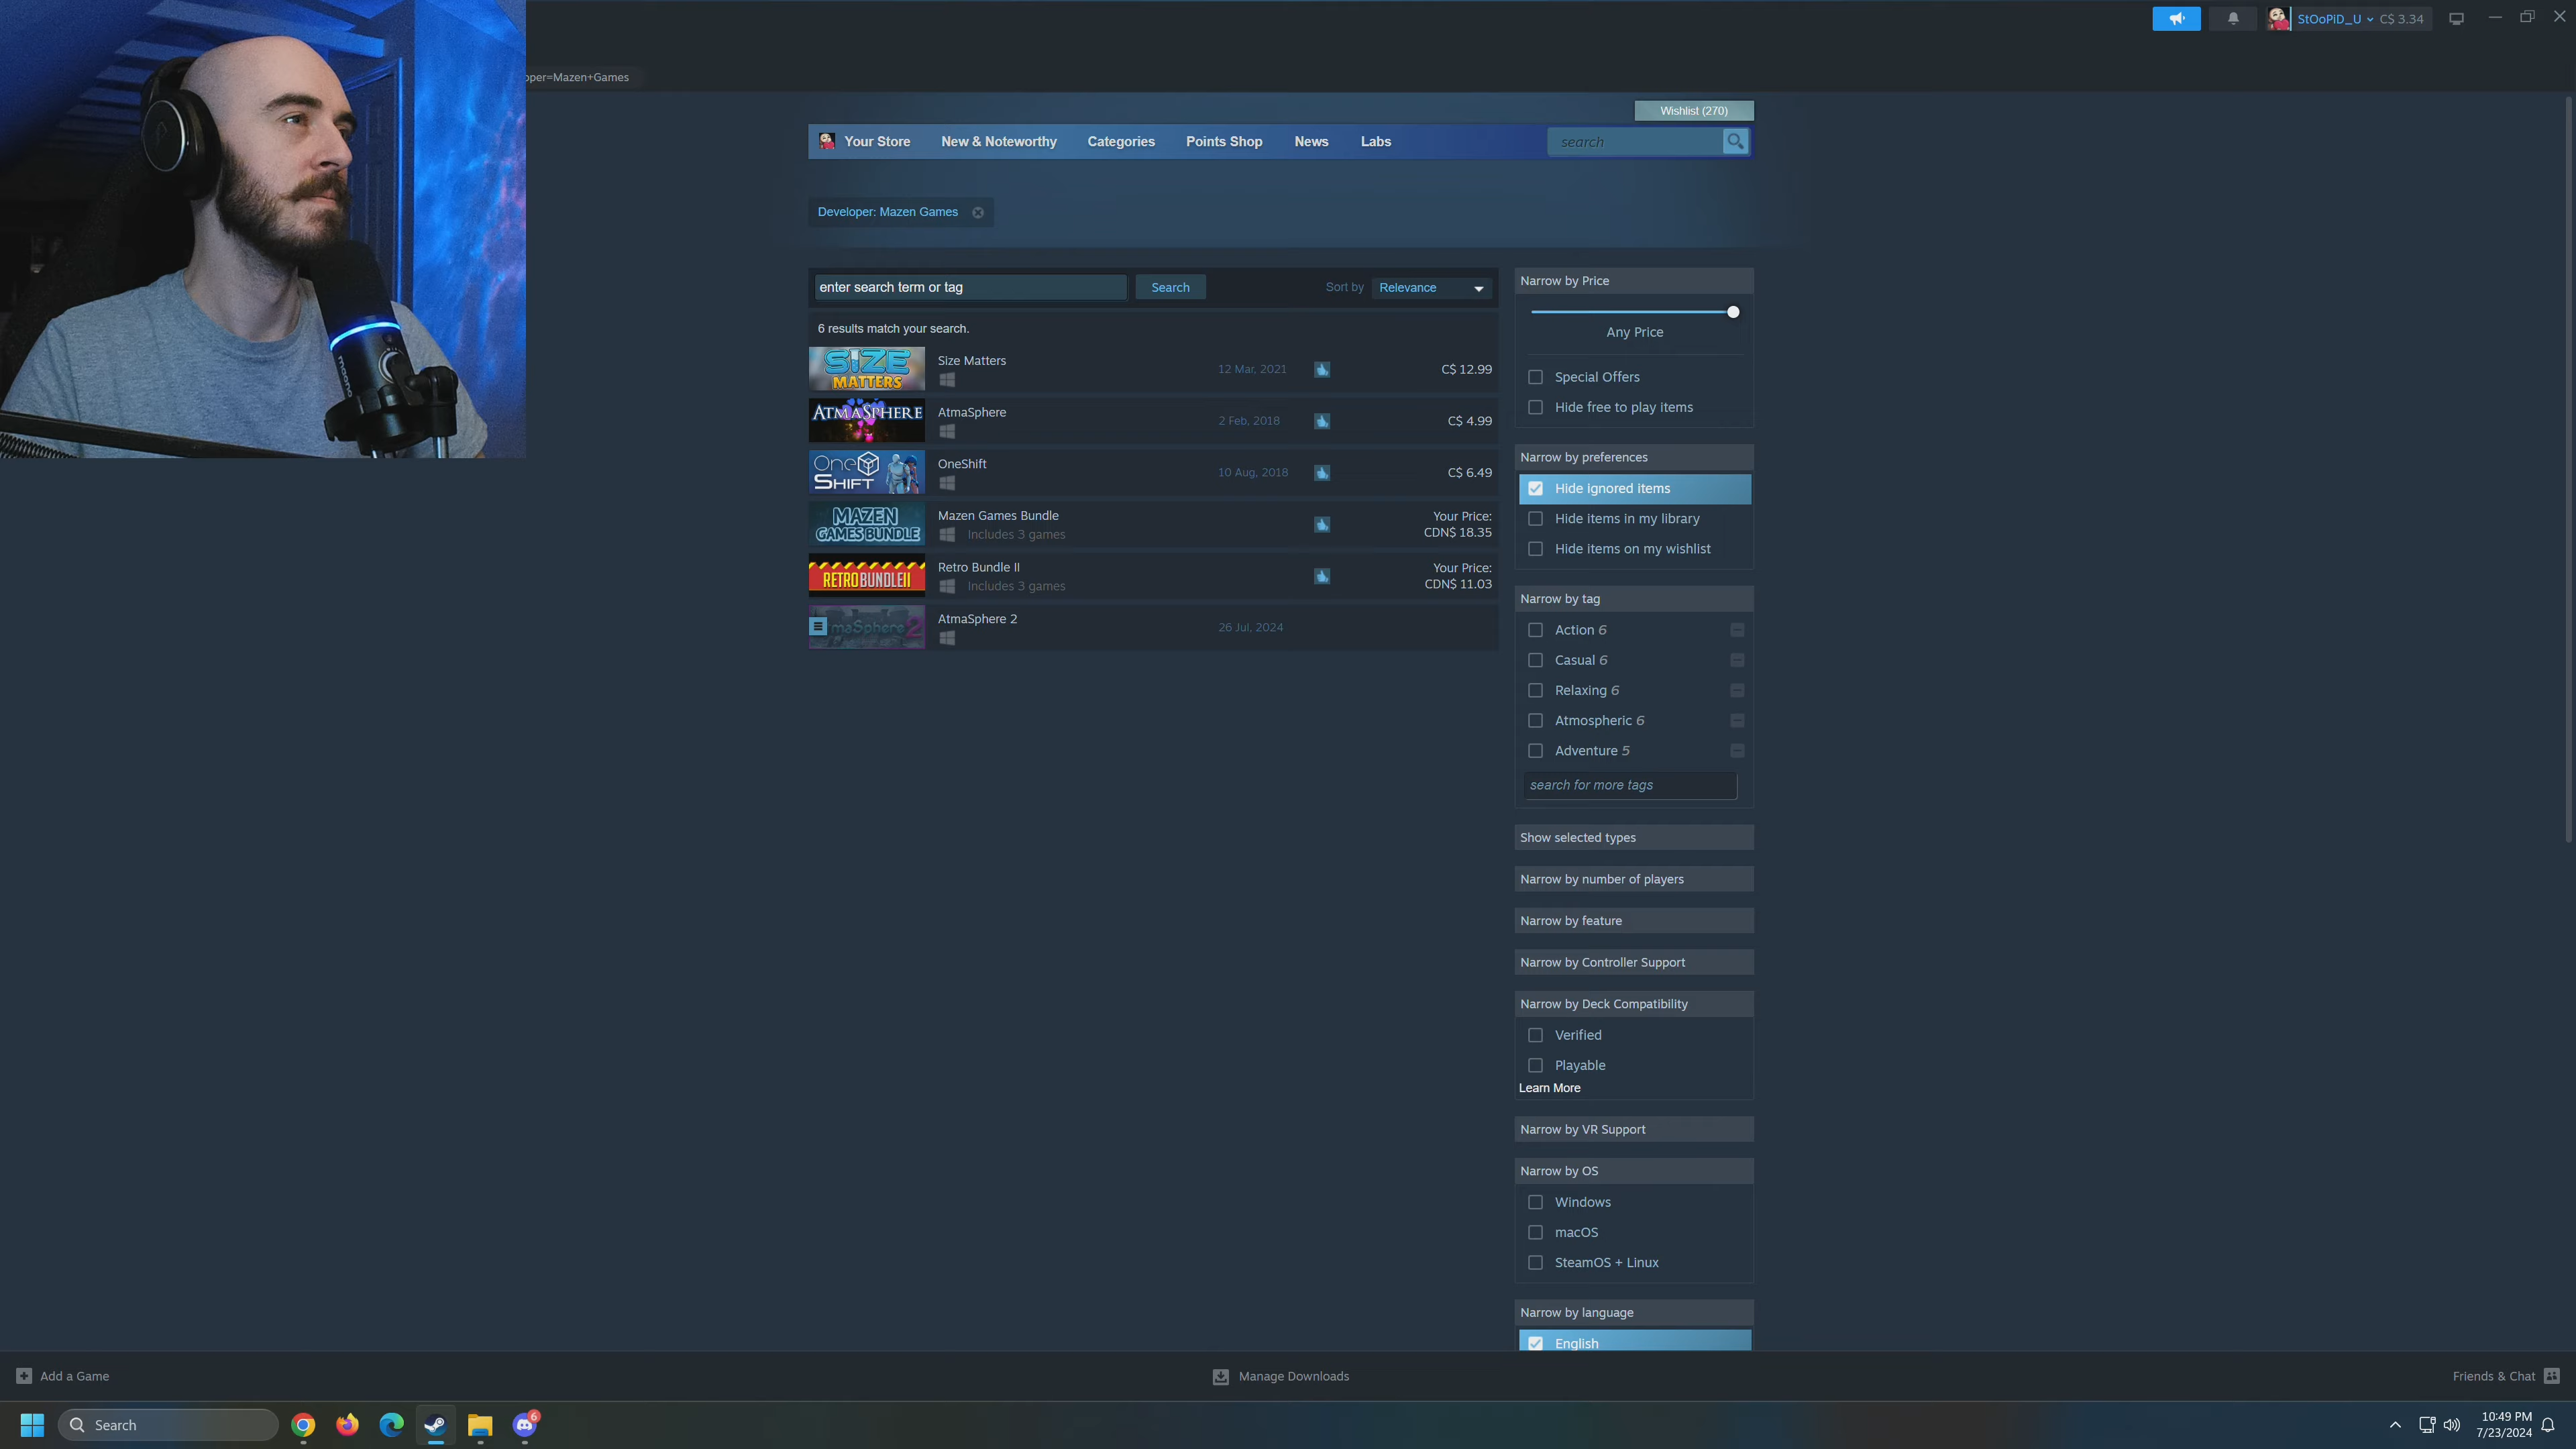 StOoPiD_U C$ 3.34
oper=Mazen+Games
Wishlist (270)
Your Store New & Noteworthy Categories Points Shop News Labs search
Developer: Mazen Games
enter search term or tag Search Sort by Relevance
6 results match your search.
SIZE MATTERS
Size Matters
12 Mar, 2021
C$ 12.99
ATMASPHERE
AtmaSphere
2 Feb, 2018
C$ 4.99
ONE SHIFT
OneShift
10 Aug, 2018
C$ 6.49
MAZEN GAMES BUNDLE
Mazen Games Bundle
Includes 3 games
Your Price:
CDN$ 18.35
RETRO BUNDLE II
Retro Bundle II
Includes 3 games
Your Price:
CDN$ 11.03
maSphere 2
AtmaSphere 2
26 Jul, 2024
Narrow by Price
Any Price
Special Offers
Hide free to play items
Narrow by preferences
Hide ignored items
Hide items in my library
Hide items on my wishlist
Narrow by tag
Action 6
Casual 6
Relaxing 6
Atmospheric 6
Adventure 5
search for more tags
Show selected types
Narrow by number of players
Narrow by feature
Narrow by Controller Support
Narrow by Deck Compatibility
Verified
Playable
Learn More
Narrow by VR Support
Narrow by OS
Windows
macOS
SteamOS + Linux
Narrow by language
English
moono
Add a Game Manage Downloads Friends & Chat
Search
6
10:49 PM
7/23/2024